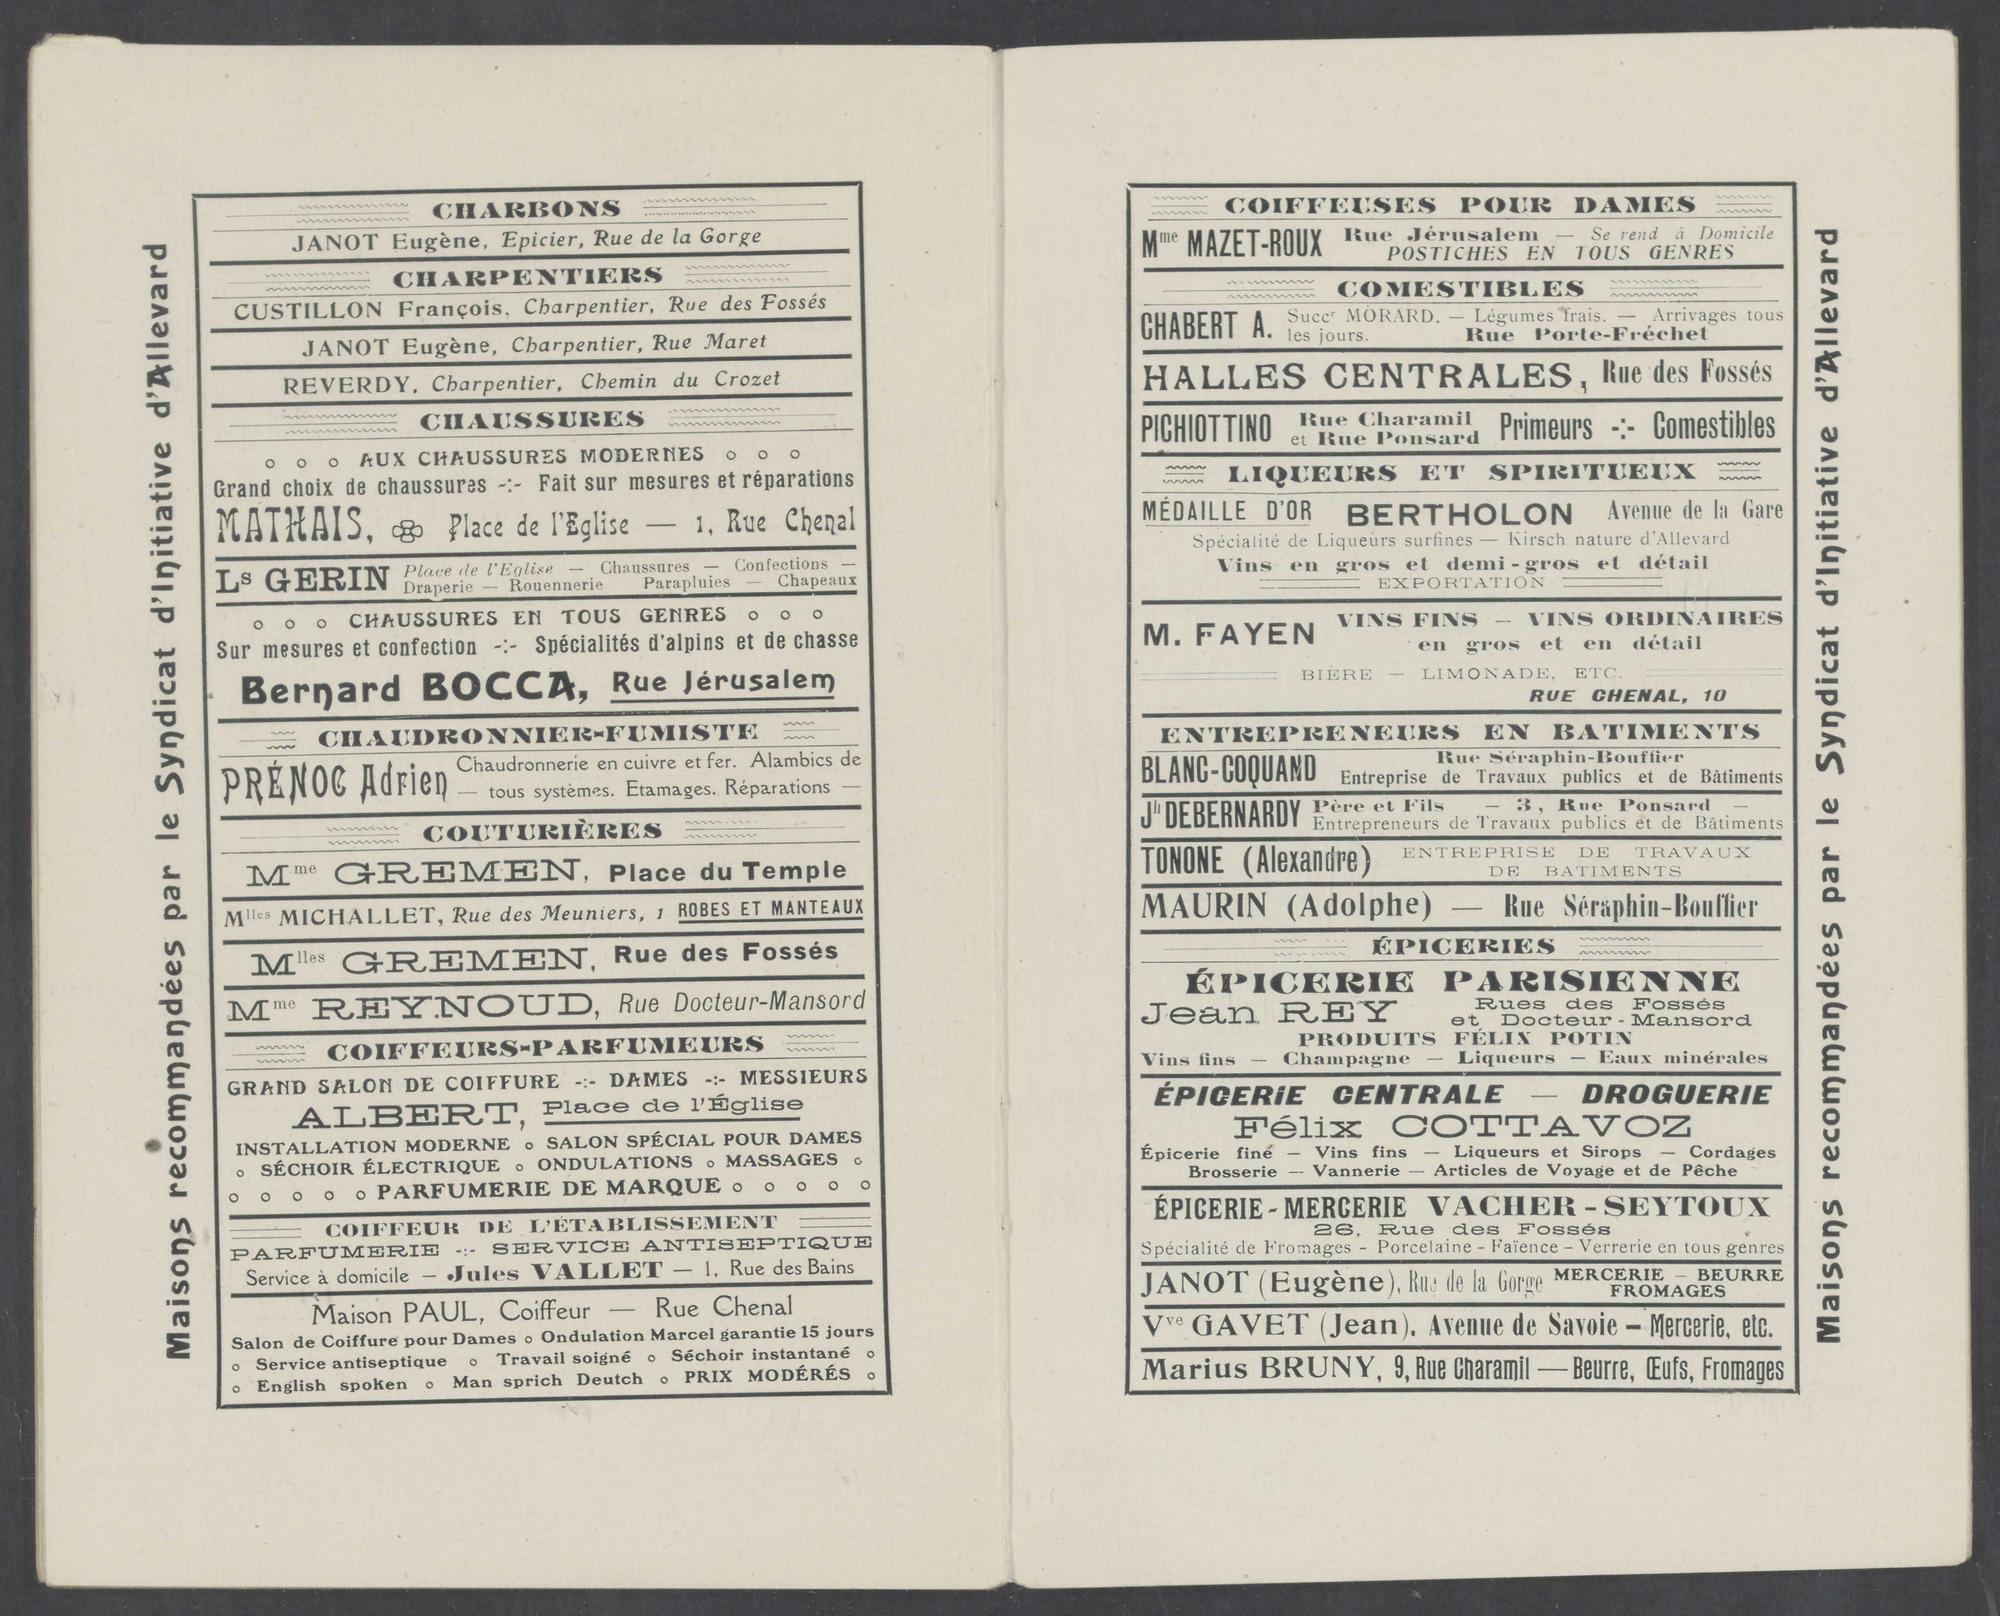 Maisons recommandées par le Syndicat d'Initiative d'Allevard
CHARBONS
JANOT Eugène, Epicier, Rue de la Gorge
CHARPENTIERS
CUSTILLON François, Charpentier, Rue des Fossés
JANOT Eugène, Charpentier, Rue Maret
REVERDY, Charpentier, Chemin du Crozet
CHAUSSURES
o o o AUX CHAUSSURES MODERNES o o o
Grand choix de chaussures -:- Fait sur mesures et réparations
MATHAIS, Place de l'Eglise — 1, Rue Chenal
Ls GERIN Place de l'Eglise — Chaussures — Confections —
Draperie — Rouennerie Parapluies — Chapeaux
o o o CHAUSSURES EN TOUS GENRES o o o
Sur mesures et confection -:- Spécialités d'alpins et de chasse
Bernard BOCCA, Rue Jérusalem
CHAUDRONNIER-FUMISTE
PRÉNOC Adrien Chaudronnerie en cuivre et fer. Alambics de
— tous systèmes. Etamages. Réparations —
COUTURIÈRES
Mme GREMEN, Place du Temple
Mlles MICHALLET, Rue des Meuniers, 1 ROBES ET MANTEAUX
Mlles GREMEN, Rue des Fossés
Mme REYNOUD, Rue Docteur-Mansord
COIFFEURS-PARFUMEURS
GRAND SALON DE COIFFURE -:- DAMES -:- MESSIEURS
ALBERT, Place de l'Église
INSTALLATION MODERNE o SALON SPÉCIAL POUR DAMES
o SÉCHOIR ÉLECTRIQUE o ONDULATIONS o MASSAGES o
o o o o o PARFUMERIE DE MARQUE o o o o o
COIFFEUR DE L'ÉTABLISSEMENT
PARFUMERIE -:- SERVICE ANTISEPTIQUE
Service à domicile — Jules VALLET — 1, Rue des Bains
Maison PAUL, Coiffeur — Rue Chenal
Salon de Coiffure pour Dames o Ondulation Marcel garantie 15 jours
o Service antiseptique o Travail soigné o Séchoir instantané o
o English spoken o Man sprich Deutch o PRIX MODÉRÉS o
COIFFEUSES POUR DAMES
Mme MAZET-ROUX Rue Jérusalem — Se rend à Domicile
POSTICHES EN TOUS GENRES
COMESTIBLES
CHABERT A. Succr MORARD. — Légumes frais. — Arrivages tous
les jours. Rue Porte-Fréchet
HALLES CENTRALES, Rue des Fossés
PICHIOTTINO Rue Charamil et Rue Ponsard Primeurs -:- Comestibles
LIQUEURS ET SPIRITUEUX
MÉDAILLE D'OR BERTHOLON Avenue de la Gare
Spécialité de Liqueurs surfines — Kirsch nature d'Allevard
Vins en gros et demi-gros et détail
EXPORTATION
M. FAYEN VINS FINS — VINS ORDINAIRES
en gros et en détail
BIÈRE — LIMONADE, ETC.
RUE CHENAL, 10
ENTREPRENEURS EN BATIMENTS
BLANC-COQUAND Rue Séraphin-Bouffier
Entreprise de Travaux publics et de Bâtiments
Jh DEBERNARDY Père et Fils — 3, Rue Ponsard —
Entrepreneurs de Travaux publics et de Bâtiments
TONONE (Alexandre) ENTREPRISE DE TRAVAUX
DE BATIMENTS
MAURIN (Adolphe) — Rue Séraphin-Bouffier
ÉPICERIES
ÉPICERIE PARISIENNE
Jean REY Rues des Fossés
et Docteur-Mansord
PRODUITS FÉLIX POTIN
Vins fins — Champagne — Liqueurs — Eaux minérales
ÉPICERIE CENTRALE — DROGUERIE
Félix COTTAVOZ
Épicerie fine — Vins fins — Liqueurs et Sirops — Cordages
Brosserie — Vannerie — Articles de Voyage et de Pêche
ÉPICERIE-MERCERIE VACHER-SEYTOUX
26, Rue des Fossés
Spécialité de Fromages - Porcelaine - Faïence - Verrerie en tous genres
JANOT (Eugène), Rue de la Gorge MERCERIE — BEURRE
FROMAGES
Vve GAVET (Jean), Avenue de Savoie — Mercerie, etc.
Marius BRUNY, 9, Rue Charamil — Beurre, Œufs, Fromages
Maisons recommandées par le Syndicat d'Initiative d'Allevard